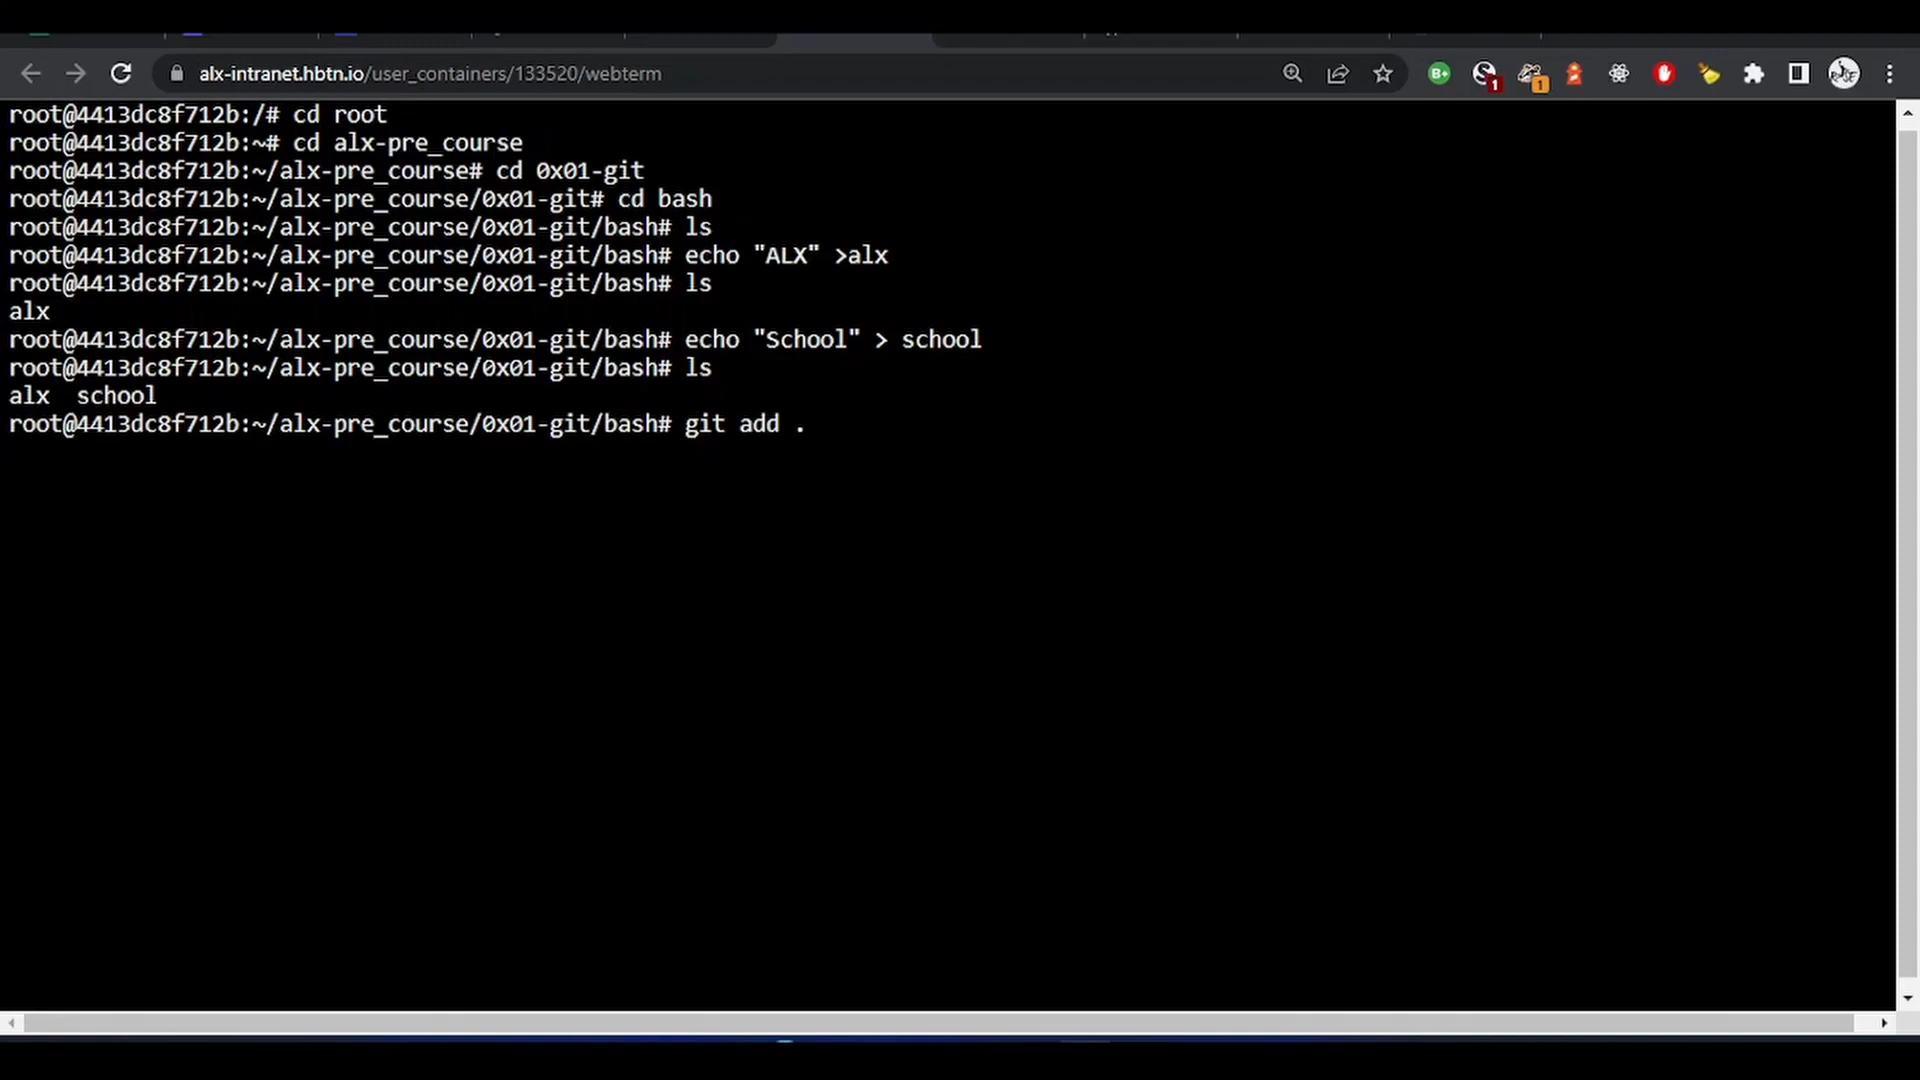 alx-intranet.hbtn.io/user_containers/133520/webterm
B+
1
1
root@4413dc8f712b:/# cd root
root@4413dc8f712b:~# cd alx-pre_course
root@4413dc8f712b:~/alx-pre_course# cd 0x01-git
root@4413dc8f712b:~/alx-pre_course/0x01-git# cd bash
root@4413dc8f712b:~/alx-pre_course/0x01-git/bash# ls
root@4413dc8f712b:~/alx-pre_course/0x01-git/bash# echo "ALX" >alx
root@4413dc8f712b:~/alx-pre_course/0x01-git/bash# ls
alx
root@4413dc8f712b:~/alx-pre_course/0x01-git/bash# echo "School" > school
root@4413dc8f712b:~/alx-pre_course/0x01-git/bash# ls
alx  school
root@4413dc8f712b:~/alx-pre_course/0x01-git/bash# git add .